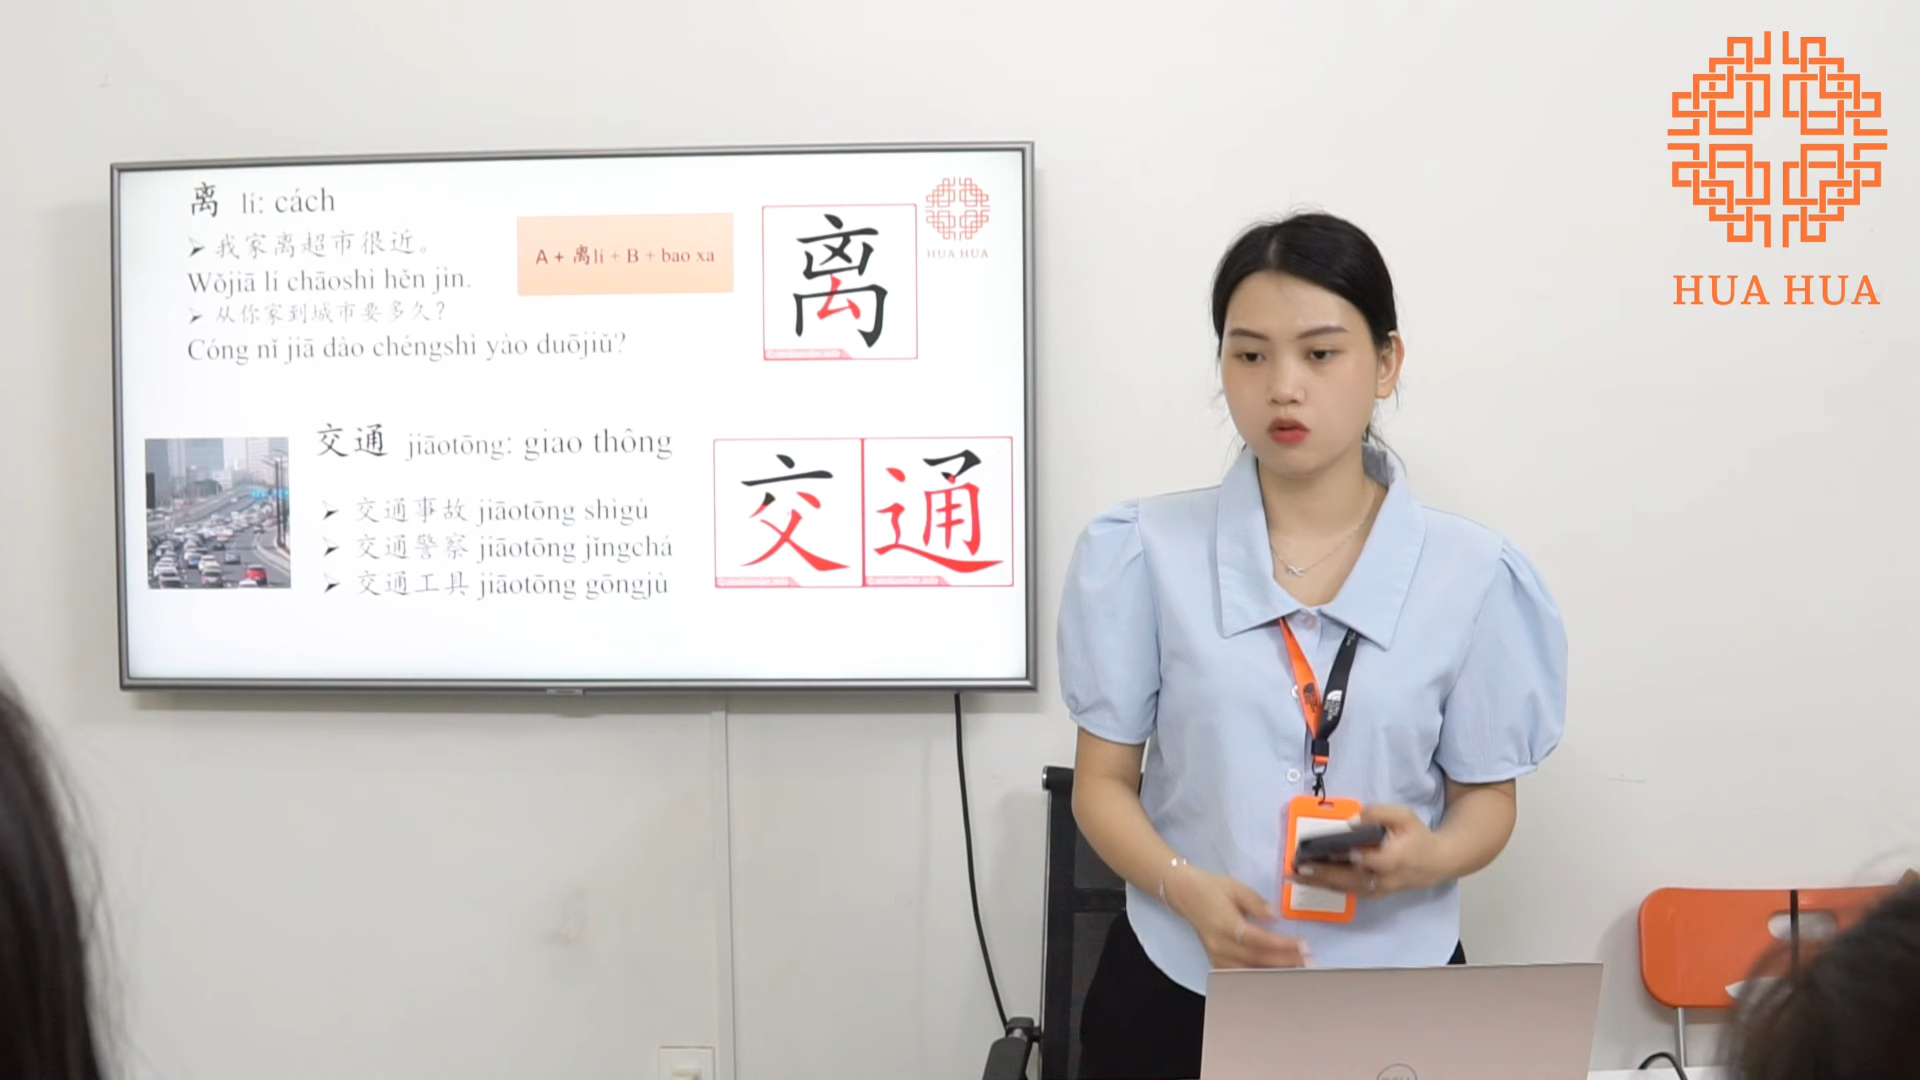 离 lí: cách
➢ 我家离超市很近。
Wǒjiā lí chāoshì hěn jìn.
➢ 从你家到城市要多久?
Cóng nǐ jiā dào chéngshì yào duōjiǔ?
A + 离lí + B + bao xa
离
HUA HUA
交通 jiāotōng: giao thông
➢ 交通事故 jiāotōng shìgù
➢ 交通警察 jiāotōng jǐngchá
➢ 交通工具 jiāotōng gōngjù
交通
HUA HUA